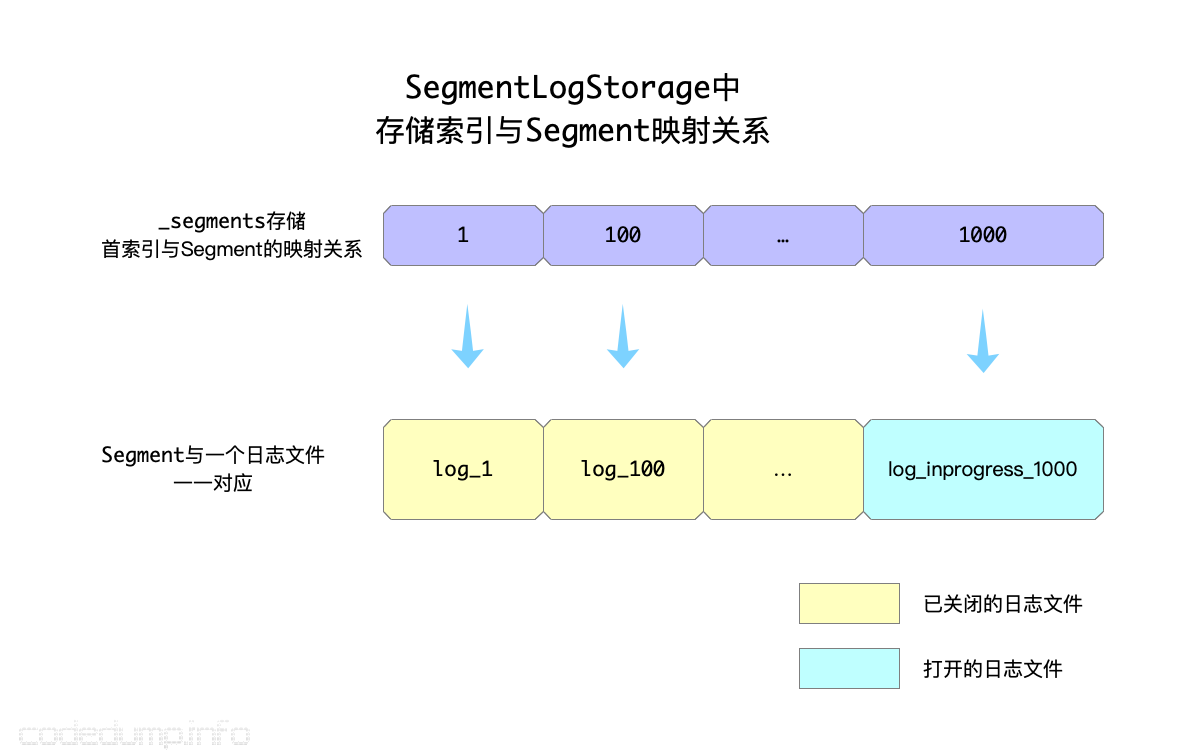 SegmentLogStorage中
存储索引与Segment映射关系
_segments存储
首索引与Segment的映射关系
1
100
…
1000
Segment与一个日志文件
一一对应
log_1
log_100
…
log_inprogress_1000
已关闭的日志文件
打开的日志文件
codedump.info